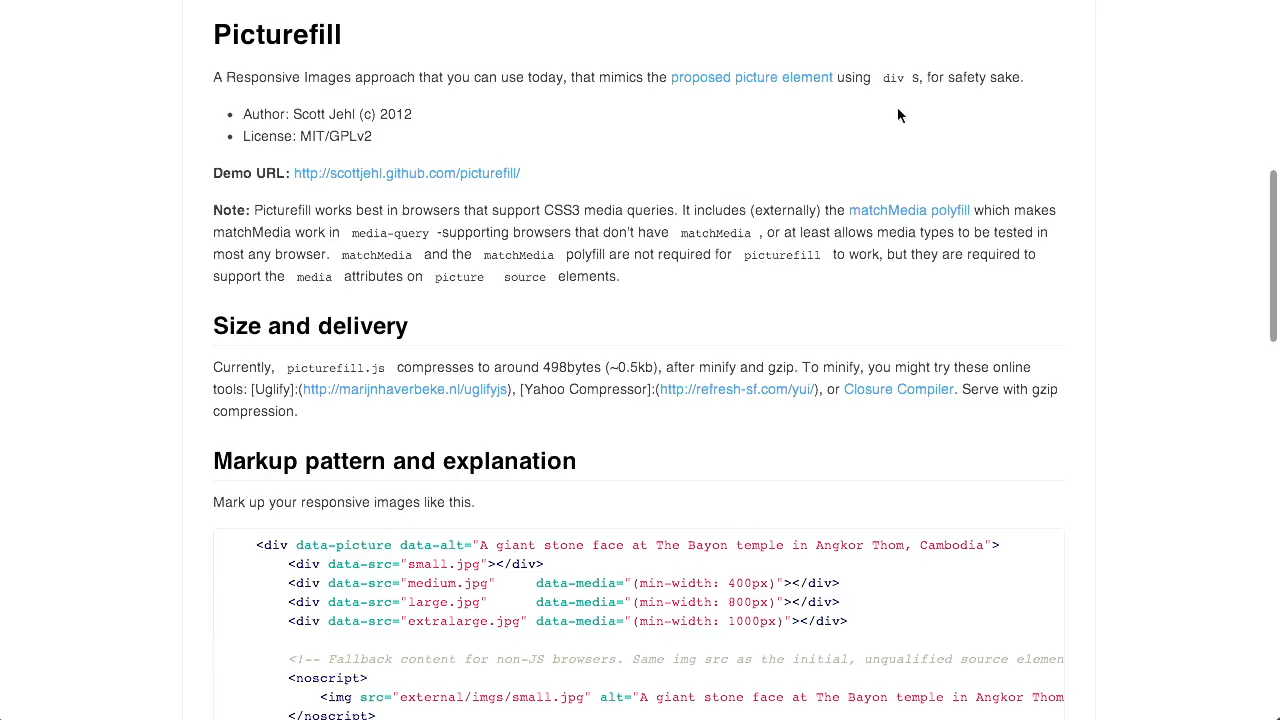 Picturefill
A Responsive Images approach that you can use today, that mimics the proposed picture element using div s, for safety sake.
• Author: Scott Jehl (c) 2012
• License: MIT/GPLv2
Demo URL: http://scottjehl.github.com/picturefill/
Note: Picturefill works best in browsers that support CSS3 media queries. It includes (externally) the matchMedia polyfill which makes
matchMedia work in media-query -supporting browsers that don't have matchMedia , or at least allows media types to be tested in
most any browser. matchMedia and the matchMedia polyfill are not required for picturefill to work, but they are required to
support the media attributes on picture source elements.
Size and delivery
Currently, picturefill.js compresses to around 498bytes (~0.5kb), after minify and gzip. To minify, you might try these online
tools: [Uglify]:(http://marijnhaverbeke.nl/uglifyjs), [Yahoo Compressor]:(http://refresh-sf.com/yui/), or Closure Compiler. Serve with gzip
compression.
Markup pattern and explanation
Mark up your responsive images like this.
<div data-picture data-alt="A giant stone face at The Bayon temple in Angkor Thom, Cambodia">
<div data-src="small.jpg"></div>
<div data-src="medium.jpg" data-media="(min-width: 400px)"></div>
<div data-src="large.jpg" data-media="(min-width: 800px)"></div>
<div data-src="extralarge.jpg" data-media="(min-width: 1000px)"></div>
<!-- Fallback content for non-JS browsers. Same img src as the initial, unqualified source elemen
<noscript>
<img src="external/imgs/small.jpg" alt="A giant stone face at The Bayon temple in Angkor Thom
</noscript>